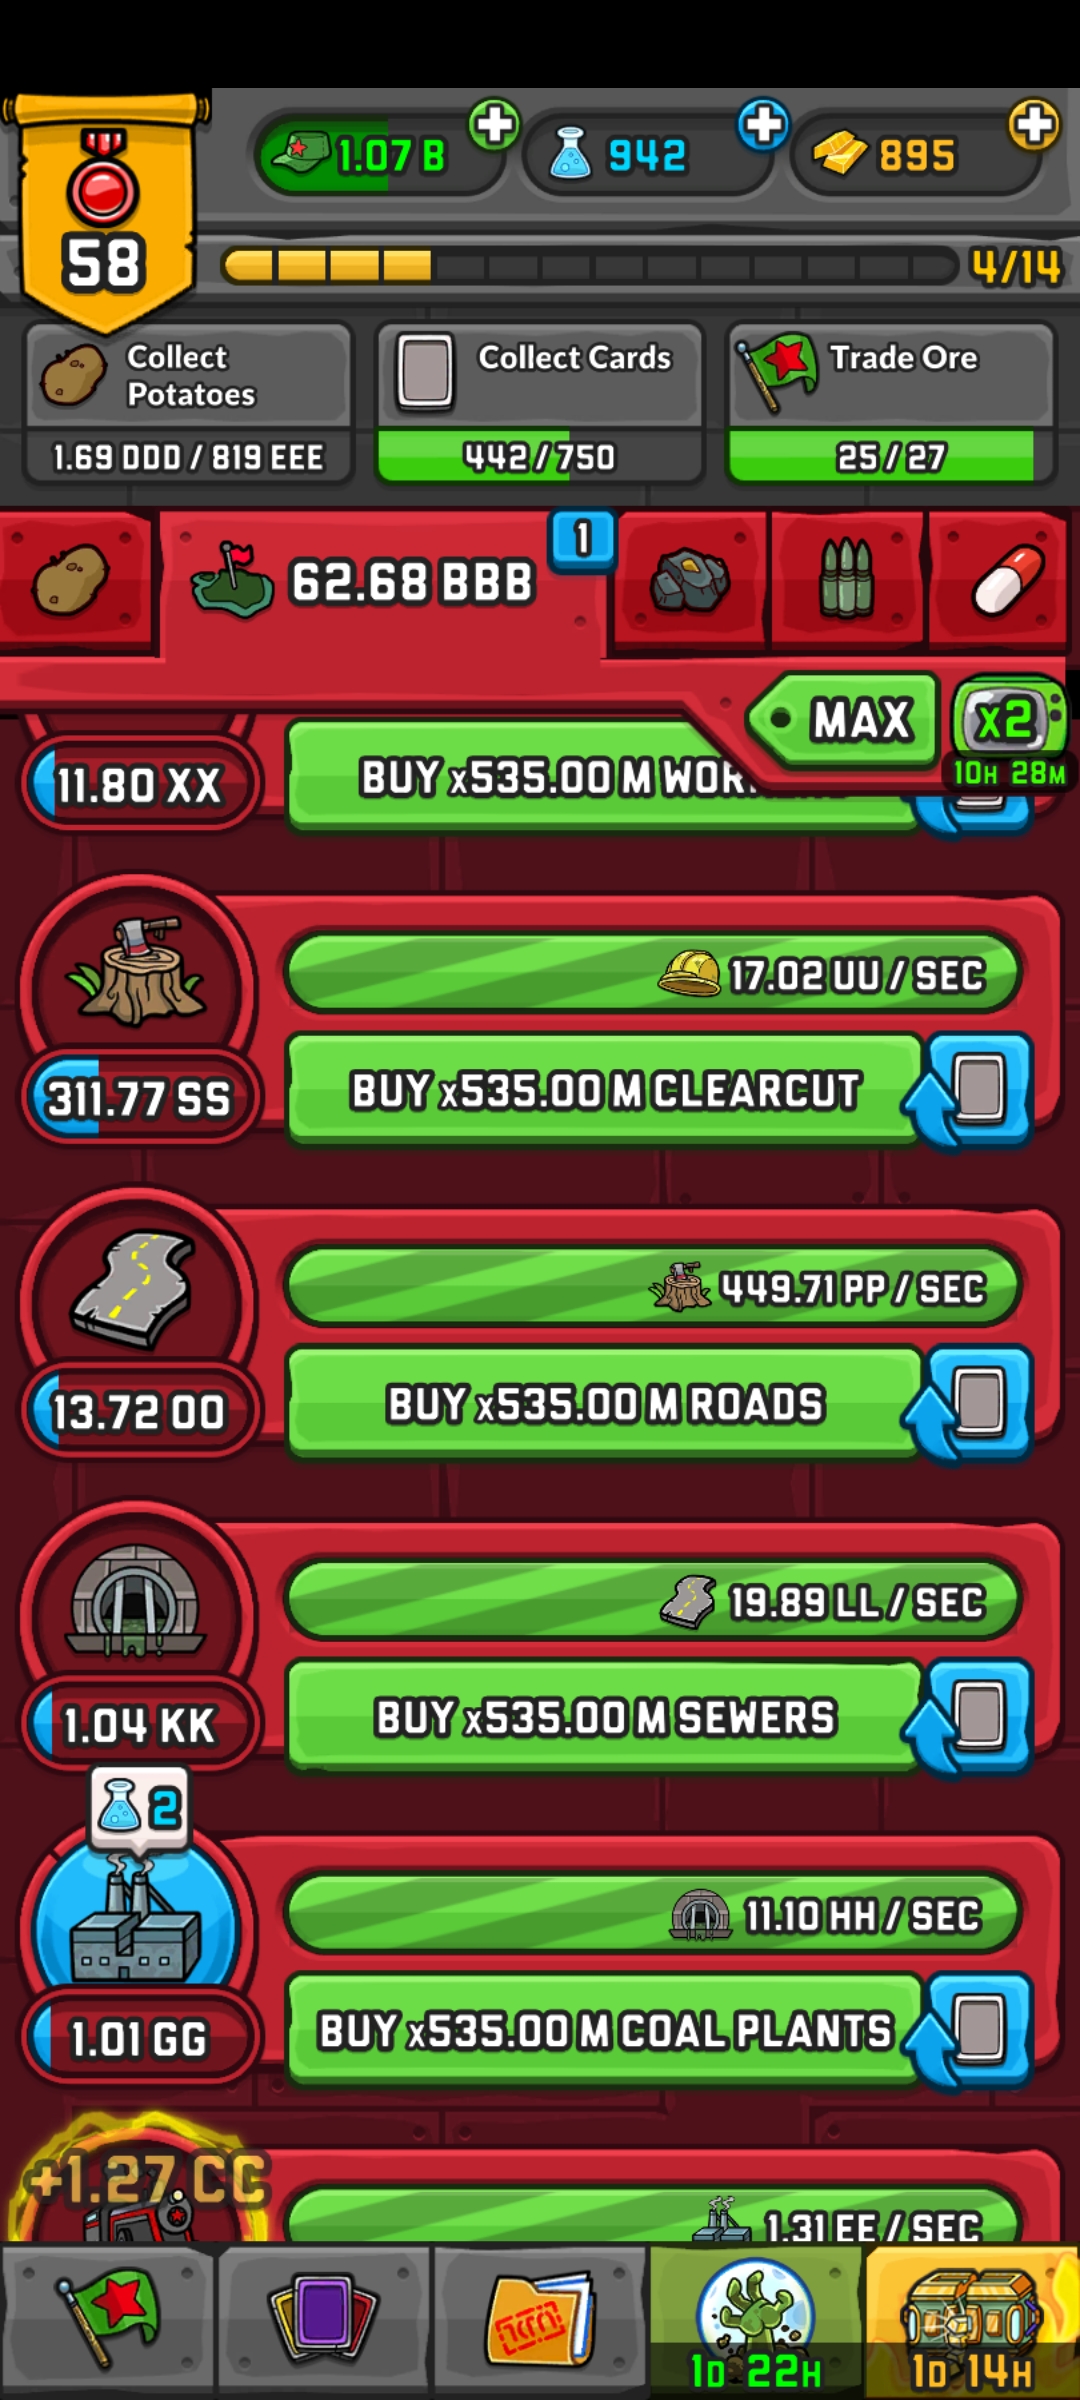 1.07 B
942
895
58
4/14
Collect
Potatoes
Collect Cards
Trade Ore
1.69 DDD / 819 EEE
442/750
25/27
62.68 BBB
1
MAX
x2
10H 28M
11.80 XX
BUY x535.00 M
17.02 UU / SEC
311.77 SS
BUY x535.00 M CLEARCUT
449.71 PP / SEC
13.72 OO
BUY x535.00 M ROADS
19.89 LL / SEC
1.04 KK
BUY x535.00 M SEWERS
2
11.10 HH / SEC
1.01 GG
BUY x535.00 M COAL PLANTS
+1.27 CC
1.31 EE / SEC
1D 22H
1D 14H